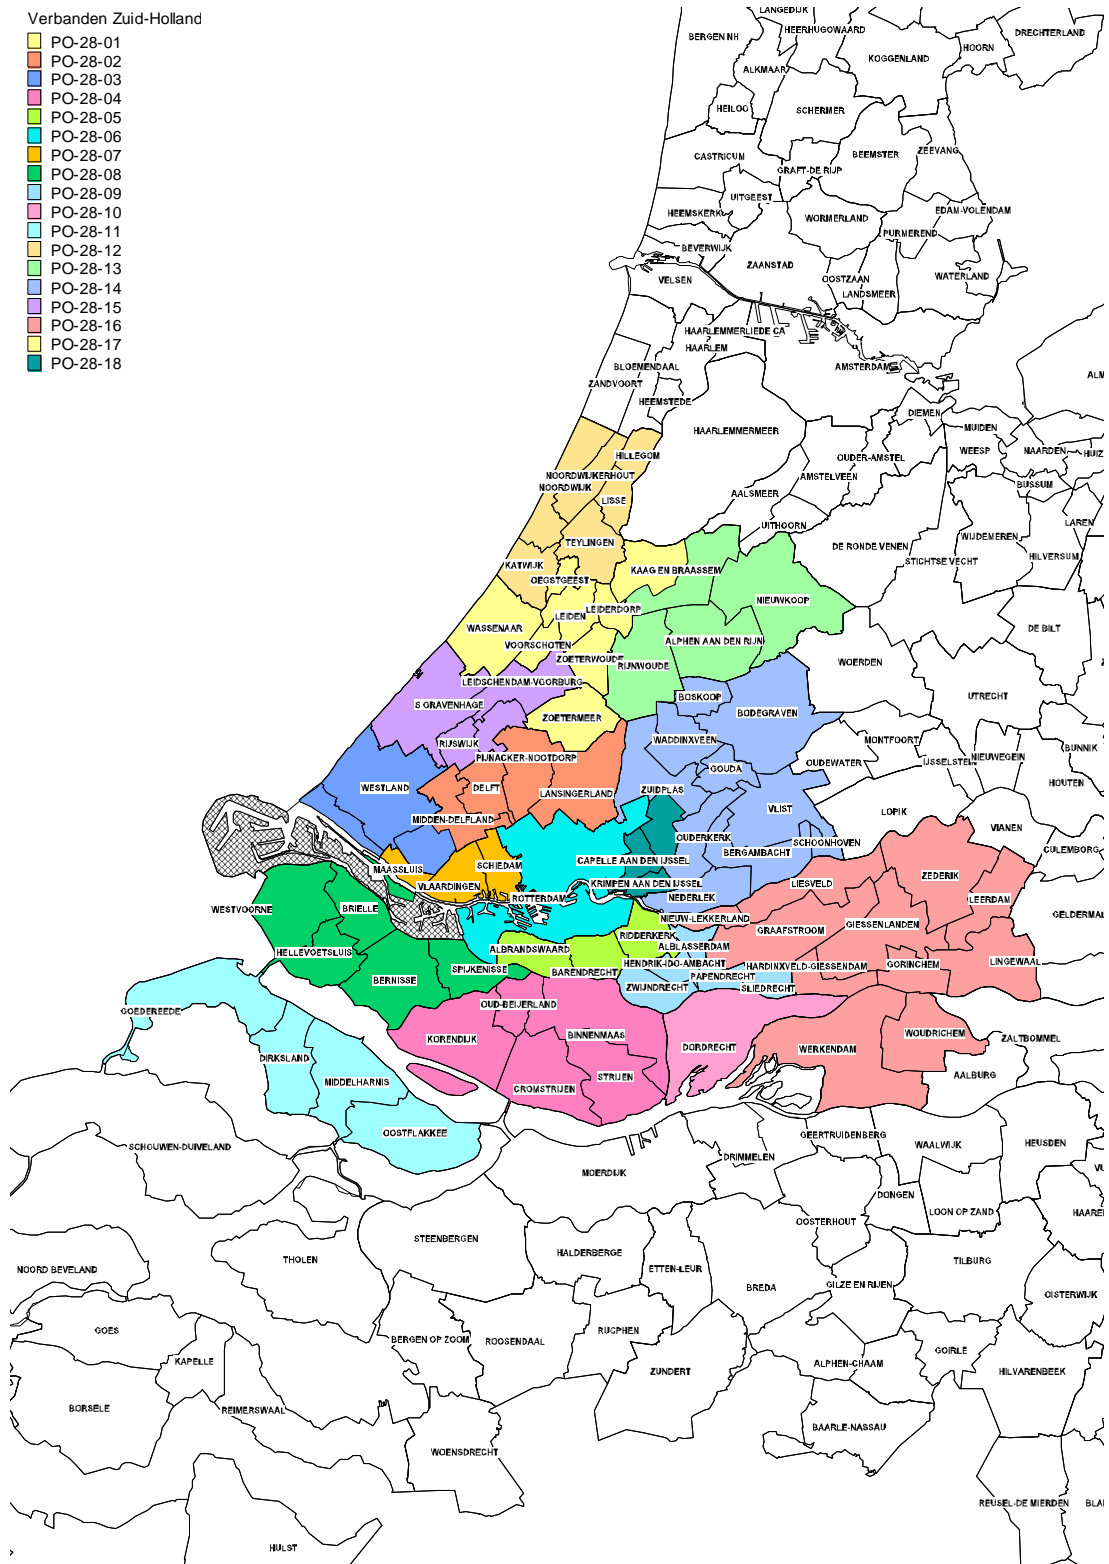 Verbanden Zuid-Holland
PO-28-01
PO-28-02
PO-28-03
PO-28-04
PO-28-05
PO-28-06
PO-28-07
PO-28-08
PO-28-09
PO-28-10
PO-28-11
PO-28-12
PO-28-13
PO-28-14
PO-28-15
PO-28-16
PO-28-17
PO-28-18
LANGEDIJK
HEERHUGOWAARD
DRECHTERLAND
BERGEN NH
HOORN
KOGGENLAND
ALKMAAR
HEILOO
SCHERMER
CASTRICUM
BEEMSTER
ZEEVANG
GRAFT-DE RIJP
UITGEEST
HEEMSKERK
WORMERLAND
EDAM-VOLENDAM
PURMEREND
BEVERWIJK
ZAANSTAD
OOSTZAAN
WATERLAND
VELSEN
LANDSMEER
HAARLEMMERLIEDE CA
HAARLEM
BLOEMENDAAL
AMSTERDAM
ALM
ZANDVOORT
HEEMSTEDE
DIEMEN
MUIDEN
HAARLEMMERMEER
OUDER-AMSTEL
WEESP
NAARDEN
HUIZ
HILLEGOM
NOORDWIJKERHOUT
NOORDWIJK
AMSTELVEEN
BUSSUM
LISSE
AALSMEER
UITHOORN
LAREN
TEYLINGEN
DE RONDE VENEN
WIJDEMEREN
STICHTSE VECHT
HILVERSUM
KATWIJK
KAAG EN BRAASSEM
OEGSTGEEST
NIEUWKOOP
LEIDERDORP
LEIDEN
WASSENAAR
DE BILT
VOORSCHOTEN
ALPHEN AAN DEN RIJN
ZOETERWOUDE
RIJNWOUDE
WOERDEN
LEIDSCHENDAM-VOORBURG
UTRECHT
BOSKOOP
S GRAVENHAGE
ZOETERMEER
BODEGRAVEN
RIJSWIJK
WADDINXVEEN
MONTFOORT
BUNNIK
PIJNACKER-NOOTDORP
OUDEWATER
IJSSELSTEIN
NIEUWEGEIN
GOUDA
HOUTEN
WESTLAND
DELFT
LANSINGERLAND
ZUIDPLAS
VLIST
LOPIK
MIDDEN-DELFLAND
VIANEN
OUDERKERK
SCHOONHOVEN
CULEMBORG
BERGAMBACHT
CAPELLE AAN DEN IJSSEL
SCHIEDAM
MAASSLUIS
ZEDERIK
VLAARDINGEN
KRIMPEN AAN DEN IJSSEL
LIESVELD
NEDERLEK
LEERDAM
ROTTERDAM
WESTVOORNE
BRIELLE
NIEUW-LEKKERLAND
GIESSENLANDEN
GELDERMAL
GRAAFSTROOM
RIDDERKERK
ALBRANDSWAARD
ALBLASSERDAM
HELLEVOETSLUIS
HENDRIK-IDO-AMBACHT
HARDINXVELD-GIESSENDAM
GORINCHEM
LINGEWAAL
SPIJKENISSE
BARENDRECHT
PAPENDRECHT
BERNISSE
ZWIJNDRECHT
SLIEDRECHT
OUD-BEIJERLAND
GOEDEREEDE
BINNENMAAS
WOUDRICHEM
KORENDIJK
DORDRECHT
ZALTBOMMEL
WERKENDAM
DIRKSLAND
AALBURG
STRIJEN
MIDDELHARNIS
CROMSTRIJEN
OOSTFLAKKEE
GEERTRUIDENBERG
WAALWIJK
HEUSDEN
SCHOUWEN-DUIVELAND
DRIMMELEN
MOERDIJK
VU
DONGEN
LOON OP ZAND
HAAREN
OOSTERHOUT
STEENBERGEN
HALDERBERGE
THOLEN
TILBURG
NOORD BEVELAND
ETTEN-LEUR
BREDA
GILZE EN RIJEN
OISTERWIJK
GOES
RUCPHEN
BERGEN OP ZOOM
ROOSENDAAL
GOIRLE
KAPELLE
ALPHEN-CHAAM
ZUNDERT
HILVARENBEEK
BORSELE
REIMERSWAAL
BAARLE-NASSAU
WOENSDRECHT
REUSEL-DE MIERDEN
BLA
HULST